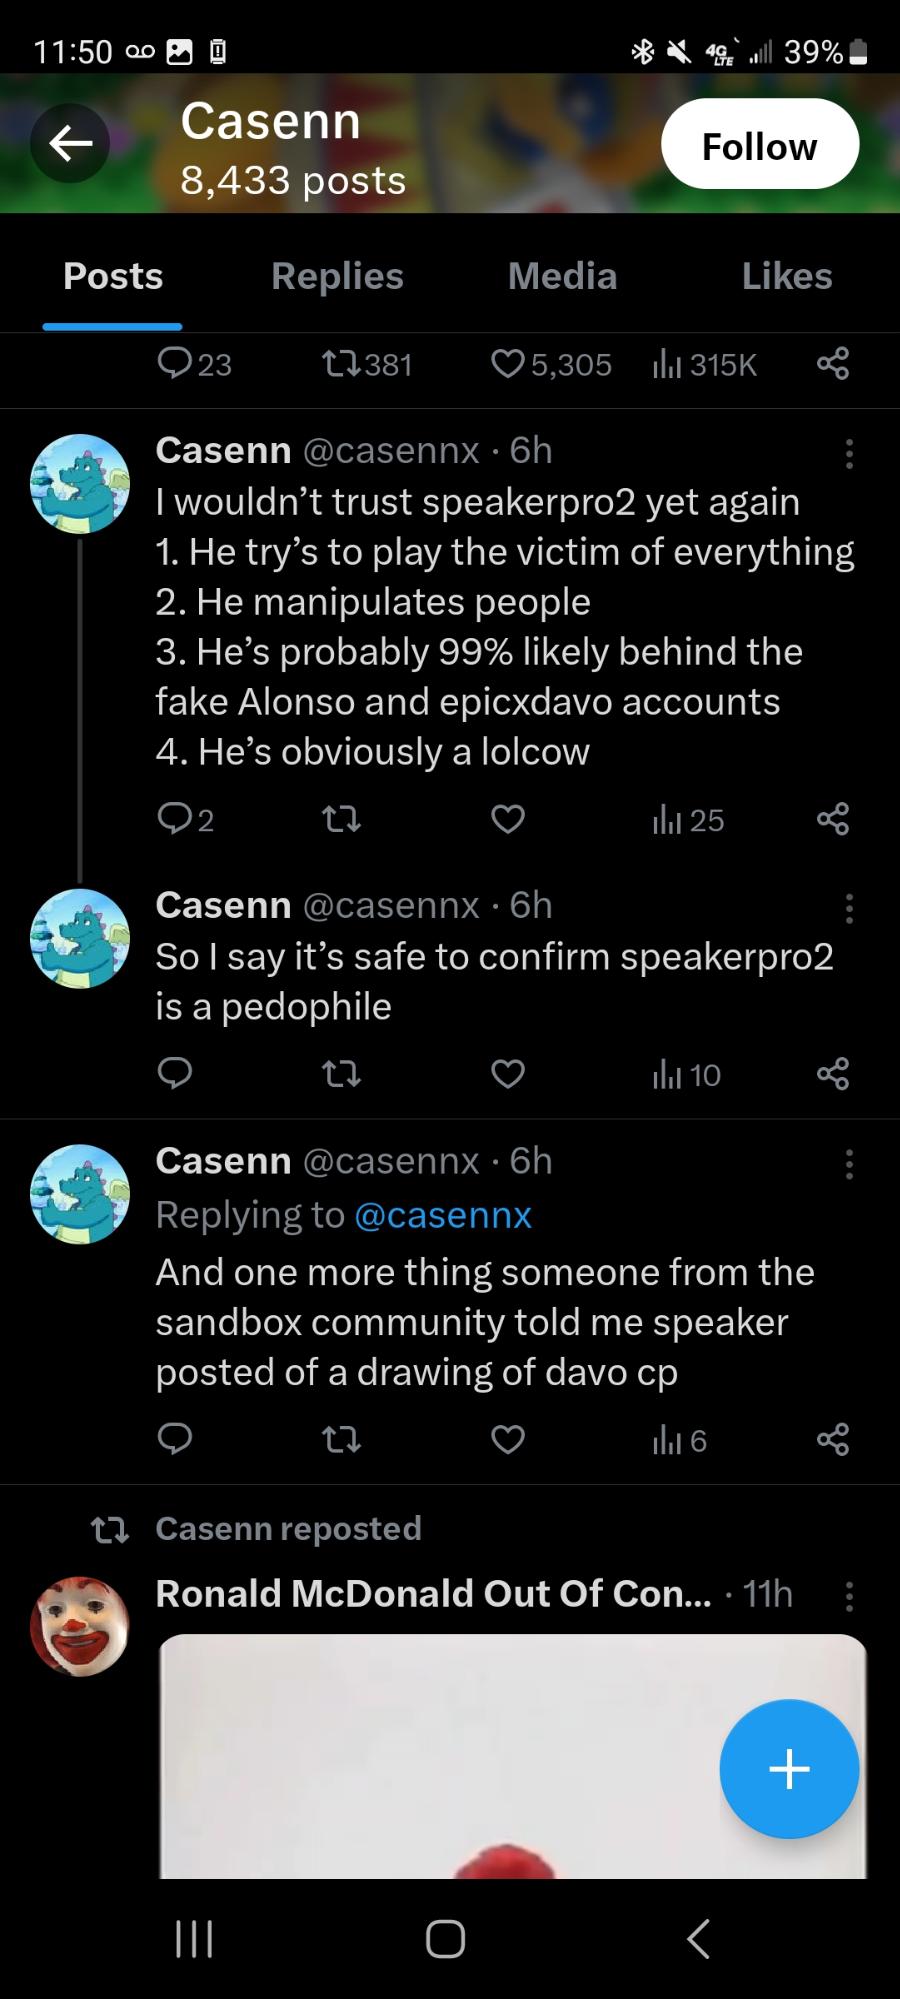 11:50
4G LTE 39%
Casenn
8,433 posts
Follow
Posts Replies Media Likes
23 381 5,305 315K
Casenn @casennx · 6h
I wouldn't trust speakerpro2 yet again
1. He try's to play the victim of everything
2. He manipulates people
3. He's probably 99% likely behind the
fake Alonso and epicxdavo accounts
4. He's obviously a lolcow
2 25
Casenn @casennx · 6h
So I say it's safe to confirm speakerpro2
is a pedophile
10
Casenn @casennx · 6h
Replying to @casennx
And one more thing someone from the
sandbox community told me speaker
posted of a drawing of davo cp
6
Casenn reposted
Ronald McDonald Out Of Con... · 11h